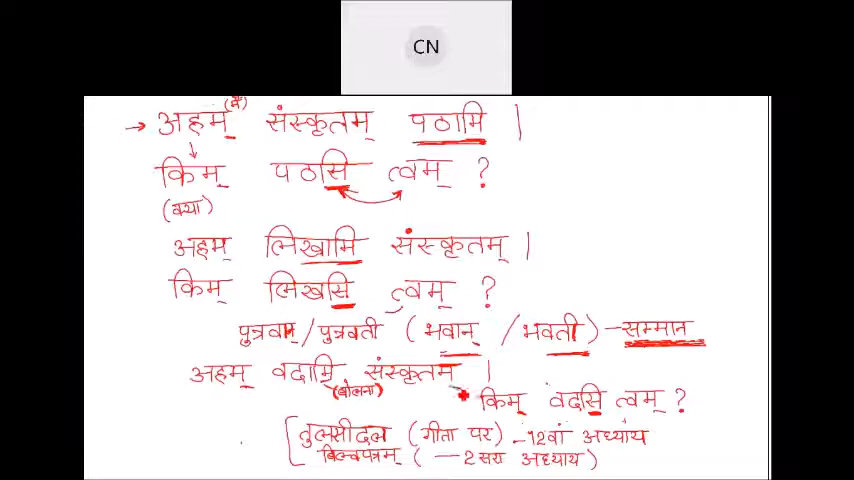 CN
→ अहम् (मैं) संस्कृतम् पठामि |
किम् पठसि त्वम् ?
(क्या)
अहम् लिखामि संस्कृतम् |
किम् लिखसि त्वम् ?
पुत्रवान / पुत्रवती ( भवान् / भवती ) - सम्मान
अहम् वदामि संस्कृतम |
(बोलना)
किम् वदसि त्वम् ?
तुलसीदल (गीता पर) - 12वां अध्याय
बिल्वपत्रम् ( — 2सरा अध्याय )